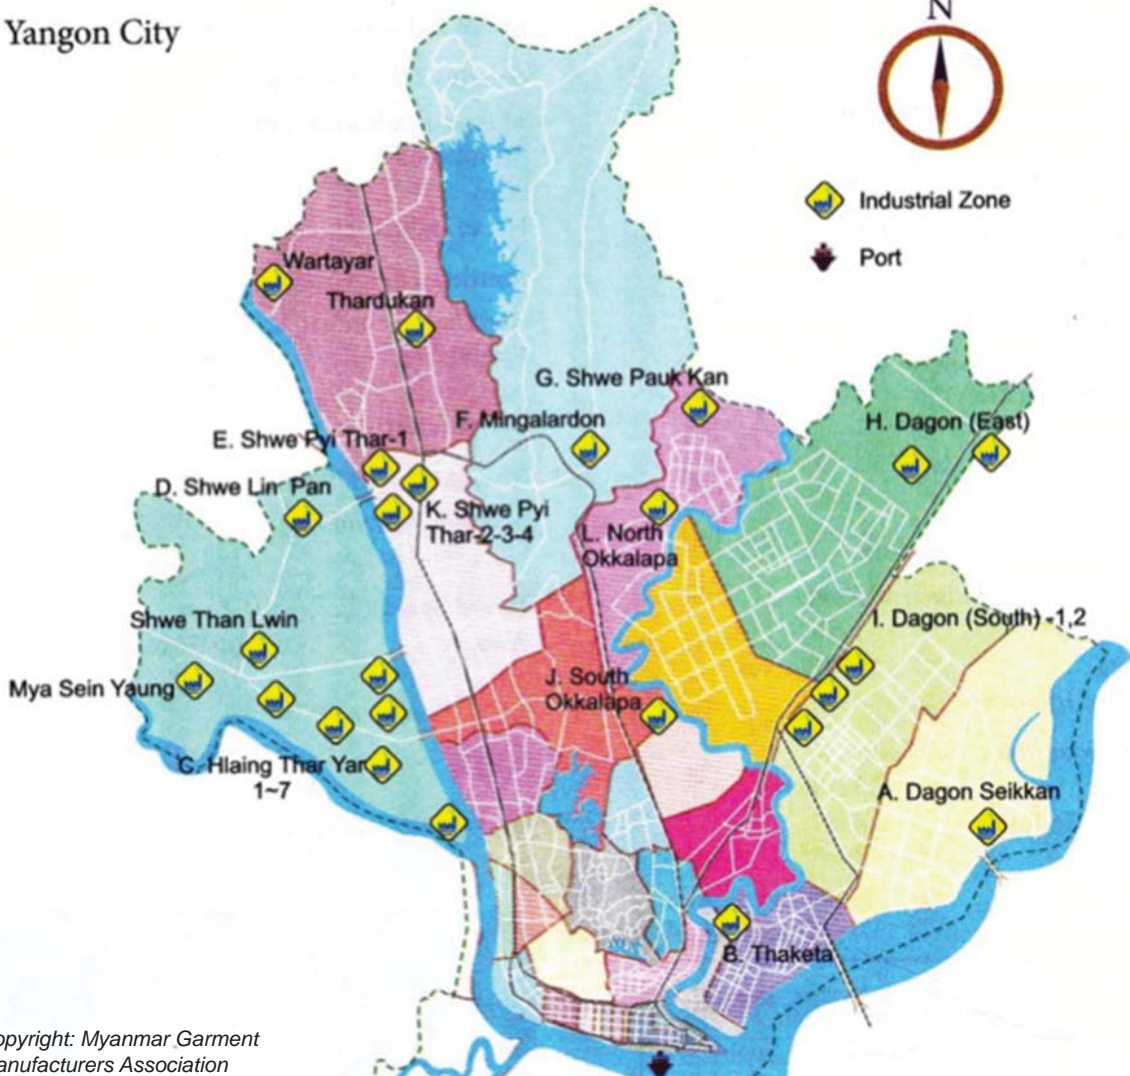 Yangon City
N
Industrial Zone
Port
Wartayar
Thardukan
G. Shwe Pauk Kan
F. Mingalardon
H. Dagon (East)
E. Shwe Pyi Thar-1
D. Shwe Lin Pan
K. Shwe Pyi
Thar-2-3-4
L. North
Okkalapa
Shwe Than Lwin
I. Dagon (South) -1,2
Mya Sein Yaung
J. South
Okkalapa
C. Hlaing Thar Yar
1~7
A. Dagon Seikkan
B. Thaketa
opyright: Myanmar Garment
anufacturers Association